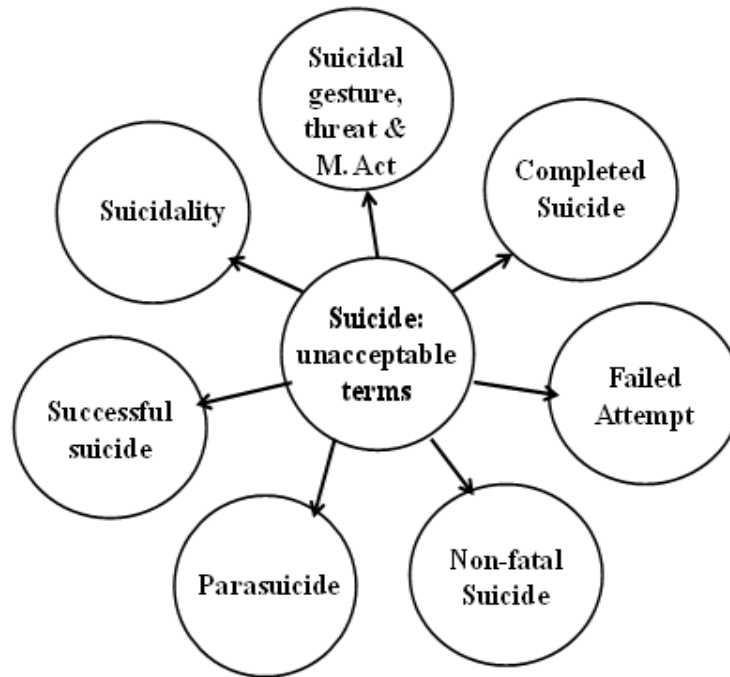 Suicidal
gesture,
threat &
M. Act
Completed
Suicide
Suicidality
Suicide:
unacceptable
terms
Failed
Attempt
Successful
suicide
Non-fatal
Suicide
Parasuicide